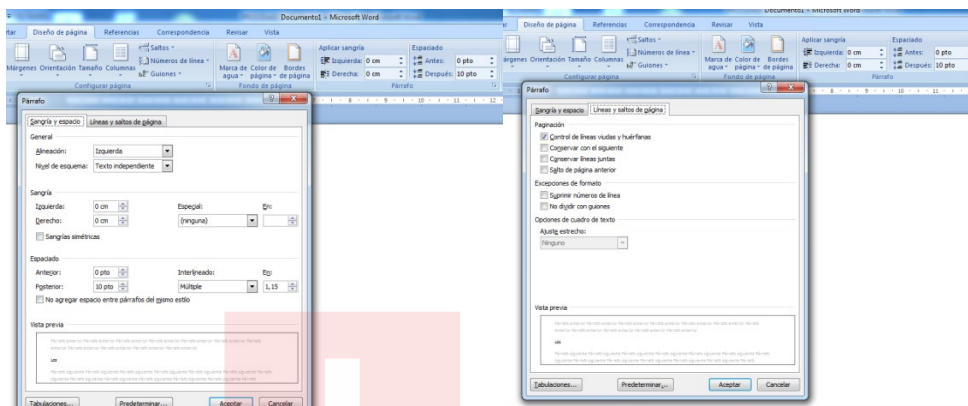 Documento1 - Microsoft Word
Diseño de página Referencias Correspondencia Revisar Vista
Márgenes Orientación Tamaño Columnas
Saltos
Números de línea
Guiones
Configurar página
Marca de agua Color de página Bordes de página
Fondo de página
Aplicar sangría
Izquierda: 0 cm
Derecha: 0 cm
Espaciado
Antes: 0 pto
Después: 10 pto
Párrafo
Párrafo
Sangría y espacio Líneas y saltos de página
General
Alineación: Izquierda
Nivel de esquema: Texto independiente
Sangría
Izquierda: 0 cm Especial: En:
Derecho: 0 cm (ninguna)
Sangrías simétricas
Espaciado
Anterior: 0 pto Interlineado: En:
Posterior: 10 pto Múltiple 1,15
No agregar espacio entre párrafos del mismo estilo
Vista previa
Tabulaciones... Predeterminar... Aceptar Cancelar
Documento1 - Microsoft Word
Diseño de página Referencias Correspondencia Revisar Vista
Orientación Tamaño Columnas
Saltos
Números de línea
Guiones
Configurar página
Marca de agua Color de página Bordes de página
Fondo de página
Aplicar sangría
Izquierda: 0 cm
Derecha: 0 cm
Espaciado
Antes: 0 pto
Después: 10 pto
Párrafo
Párrafo
Sangría y espacio Líneas y saltos de página
Paginación
Control de líneas viudas y huérfanas
Conservar con el siguiente
Conservar líneas juntas
Salto de página anterior
Excepciones de formato
Suprimir números de línea
No dividir con guiones
Opciones de cuadro de texto
Ajuste estrecho:
Ninguno
Vista previa
Tabulaciones... Predeterminar... Aceptar Cancelar